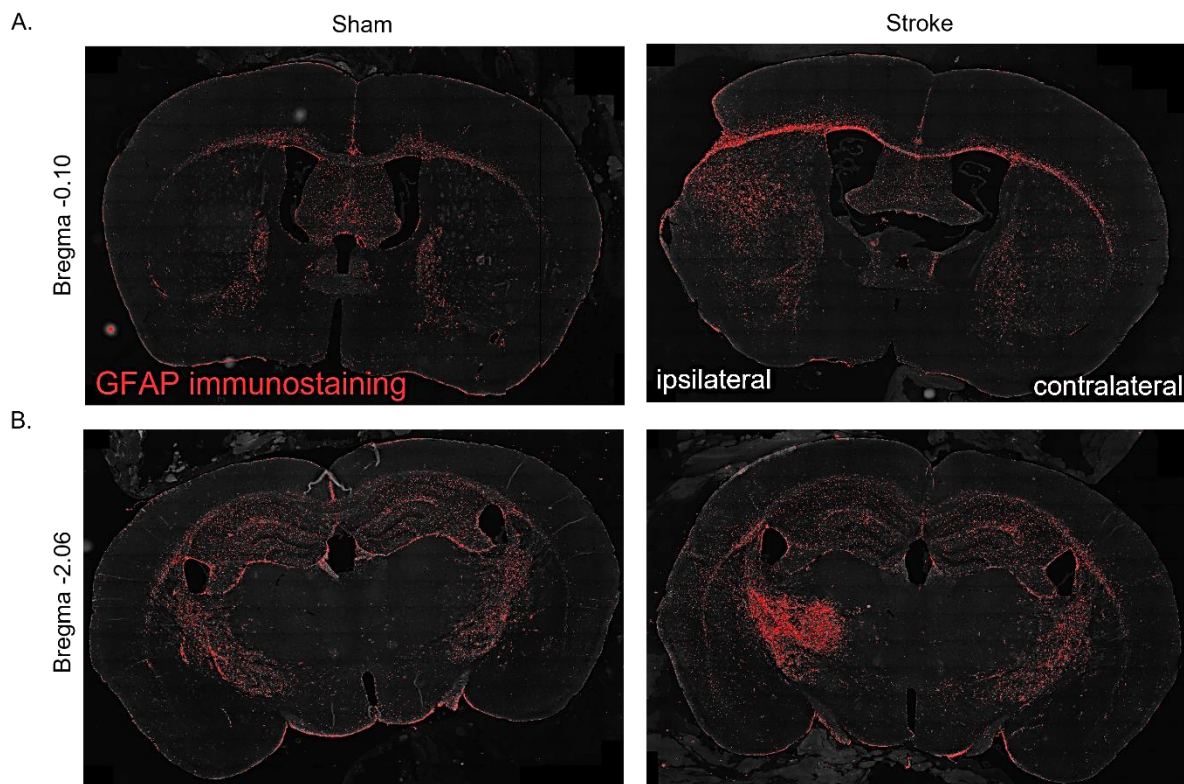 A.
Sham
Stroke
Bregma -0.10
GFAP immunostaining
ipsilateral
contralateral
B.
Bregma -2.06